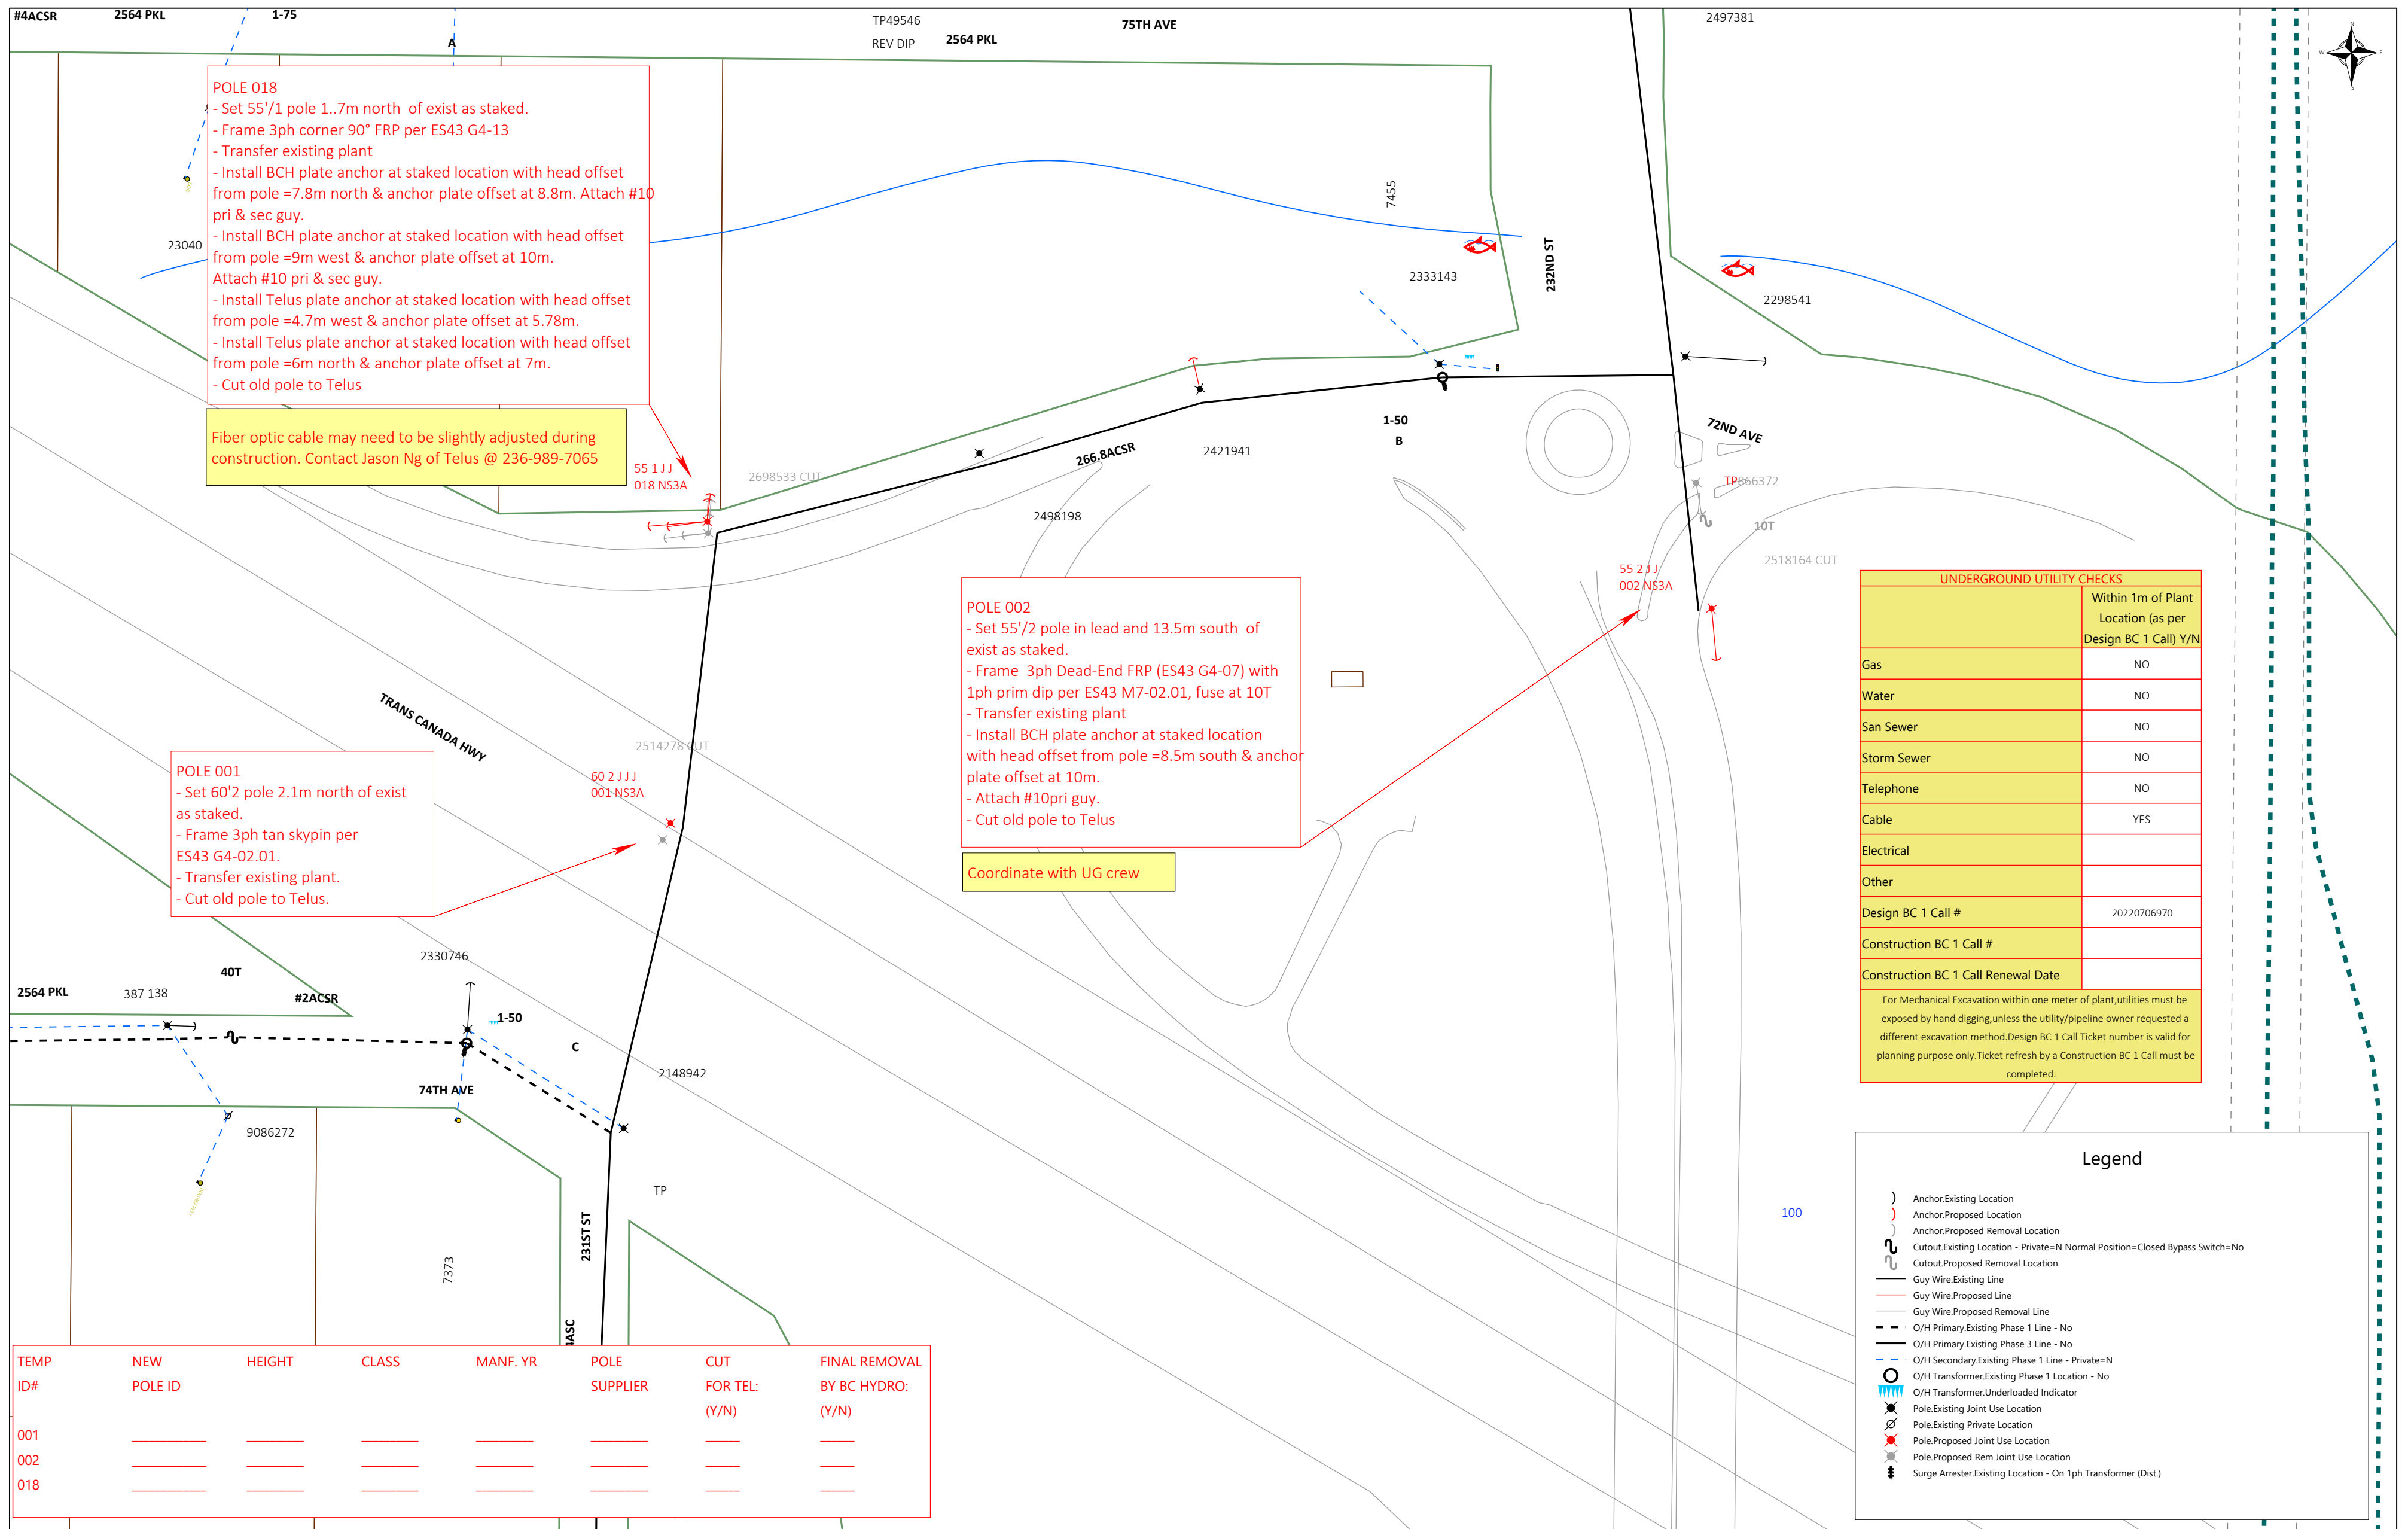 #4ACSR
2564 PKL
1-75
A
TP49546
REV DIP
2564 PKL
75TH AVE
2497381
N
W
E
S
POLE 018
- Set 55'/1 pole 1..7m north  of exist as staked.
- Frame 3ph corner 90° FRP per ES43 G4-13
- Transfer existing plant
- Install BCH plate anchor at staked location with head offset
from pole =7.8m north & anchor plate offset at 8.8m. Attach #10
pri & sec guy.
- Install BCH plate anchor at staked location with head offset
from pole =9m west & anchor plate offset at 10m.
Attach #10 pri & sec guy.
- Install Telus plate anchor at staked location with head offset
from pole =4.7m west & anchor plate offset at 5.78m.
- Install Telus plate anchor at staked location with head offset
from pole =6m north & anchor plate offset at 7m.
- Cut old pole to Telus
23040
7455
2333143
232ND ST
2298541
Fiber optic cable may need to be slightly adjusted during
construction. Contact Jason Ng of Telus @ 236-989-7065
55 1 J J
018 NS3A
2698533 CUT
266.8ACSR
2421941
1-50
B
72ND AVE
TP866372
10T
2498198
2518164 CUT
55 2 J J
002 NS3A
POLE 002
- Set 55'/2 pole in lead and 13.5m south  of
exist as staked.
- Frame  3ph Dead-End FRP (ES43 G4-07) with
1ph prim dip per ES43 M7-02.01, fuse at 10T
- Transfer existing plant
- Install BCH plate anchor at staked location
with head offset from pole =8.5m south & anchor
plate offset at 10m.
- Attach #10pri guy.
- Cut old pole to Telus
Coordinate with UG crew
UNDERGROUND UTILITY CHECKS
Within 1m of Plant
Location (as per
Design BC 1 Call) Y/N
Gas NO
Water NO
San Sewer NO
Storm Sewer NO
Telephone NO
Cable YES
Electrical
Other
Design BC 1 Call # 20220706970
Construction BC 1 Call #
Construction BC 1 Call Renewal Date
For Mechanical Excavation within one meter of plant,utilities must be
exposed by hand digging,unless the utility/pipeline owner requested a
different excavation method.Design BC 1 Call Ticket number is valid for
planning purpose only.Ticket refresh by a Construction BC 1 Call must be
completed.
TRANS CANADA HWY
2514278 CUT
60 2 J J J
001 NS3A
POLE 001
- Set 60'2 pole 2.1m north of exist
as staked.
- Frame 3ph tan skypin per
ES43 G4-02.01.
- Transfer existing plant.
- Cut old pole to Telus.
2330746
40T
2564 PKL
387 138
#2ACSR
1-50
C
2148942
74TH AVE
9086272
TP
231ST ST
7373
4ASC
100
Legend
Anchor.Existing Location
Anchor.Proposed Location
Anchor.Proposed Removal Location
Cutout.Existing Location - Private=N Normal Position=Closed Bypass Switch=No
Cutout.Proposed Removal Location
Guy Wire.Existing Line
Guy Wire.Proposed Line
Guy Wire.Proposed Removal Line
O/H Primary.Existing Phase 1 Line - No
O/H Primary.Existing Phase 3 Line - No
O/H Secondary.Existing Phase 1 Line - Private=N
O/H Transformer.Existing Phase 1 Location - No
O/H Transformer.Underloaded Indicator
Pole.Existing Joint Use Location
Pole.Existing Private Location
Pole.Proposed Joint Use Location
Pole.Proposed Rem Joint Use Location
Surge Arrester.Existing Location - On 1ph Transformer (Dist.)
TEMP NEW HEIGHT CLASS MANF. YR POLE CUT FINAL REMOVAL
ID# POLE ID SUPPLIER FOR TEL: BY BC HYDRO:
(Y/N) (Y/N)
001
002
018